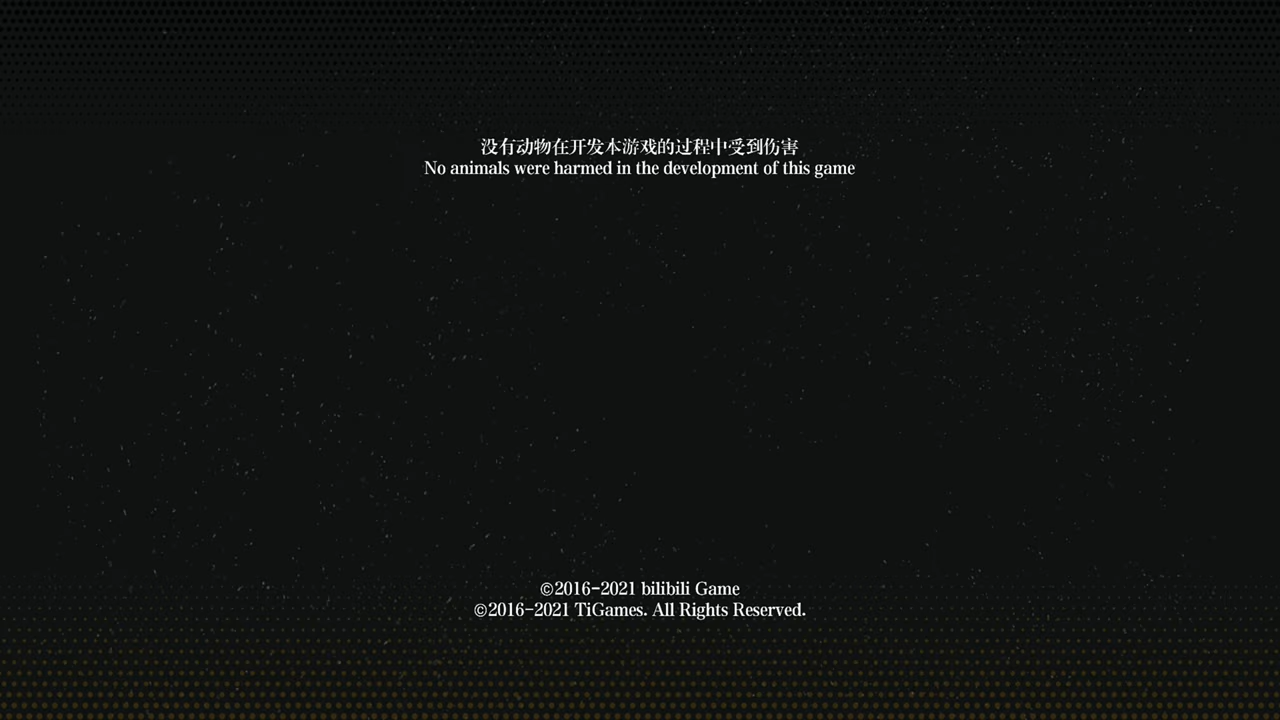 没有动物在开发本游戏的过程中受到伤害
No animals were harmed in the development of this game
©2016-2021 bilibili Game
©2016-2021 TiGames. All Rights Reserved.